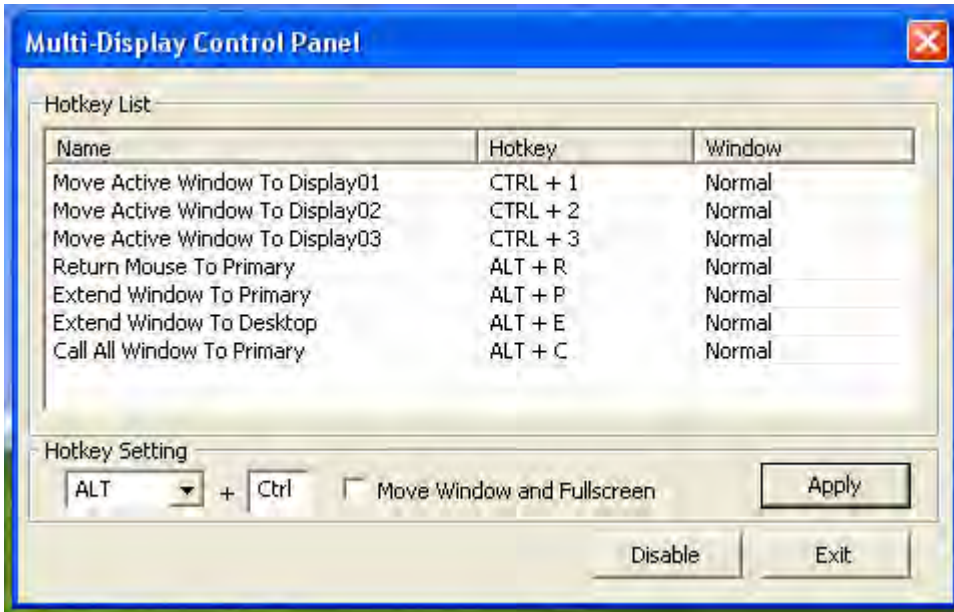 Multi-Display Control Panel
Hotkey List
Name Hotkey Window
Move Active Window To Display01 CTRL + 1 Normal
Move Active Window To Display02 CTRL + 2 Normal
Move Active Window To Display03 CTRL + 3 Normal
Return Mouse To Primary ALT + R Normal
Extend Window To Primary ALT + P Normal
Extend Window To Desktop ALT + E Normal
Call All Window To Primary ALT + C Normal
Hotkey Setting
ALT + Ctrl Move Window and Fullscreen Apply
Disable Exit